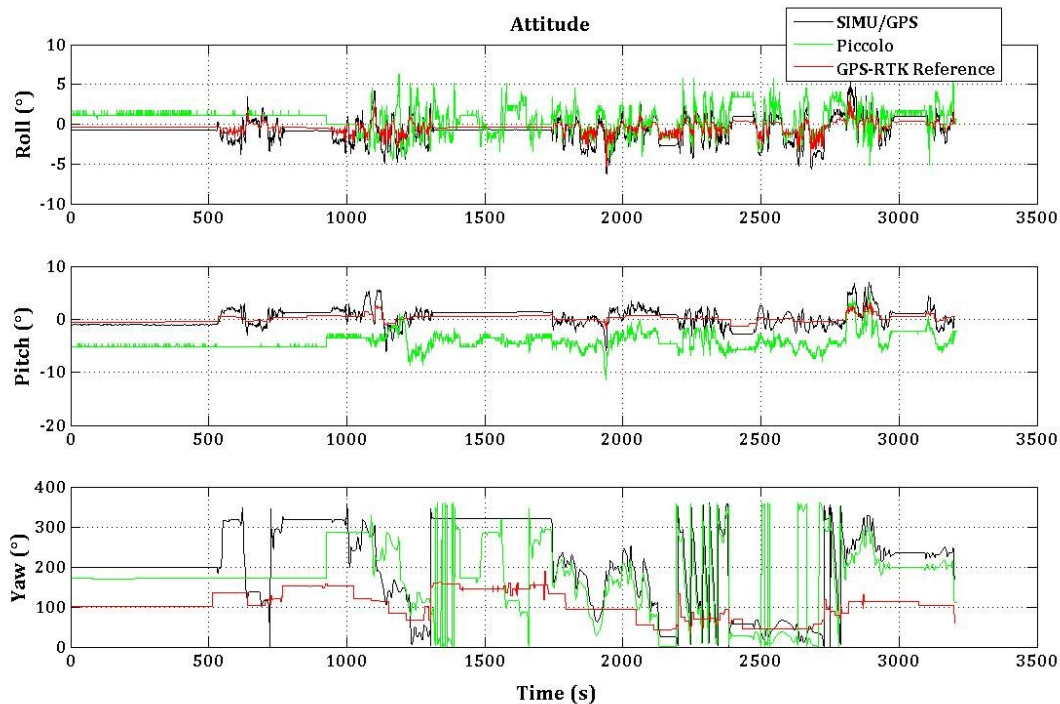 Attitude
SIMU/GPS
Piccolo
GPS-RTK Reference
Roll (°)
10
5
0
-5
-10
0 500 1000 1500 2000 2500 3000 3500
Pitch (°)
10
0
-10
-20
0 500 1000 1500 2000 2500 3000 3500
Yaw (°)
400
300
200
100
0
0 500 1000 1500 2000 2500 3000 3500
Time (s)